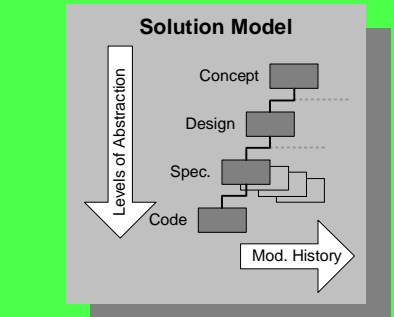 Solution Model
Levels of Abstraction
Concept
Design
Spec.
Code
Mod. History